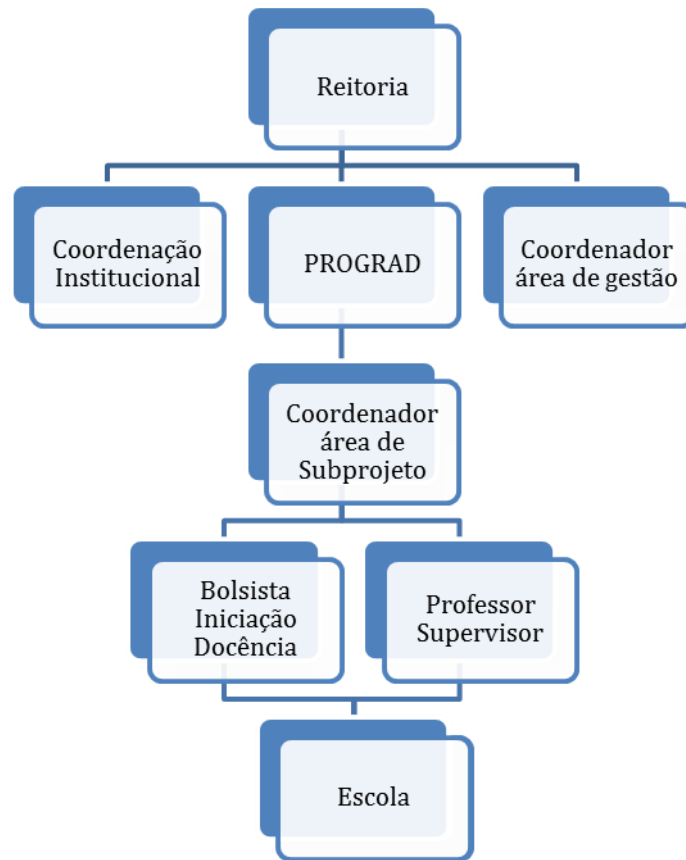 Reitoria
Coordenação
Institucional
PROGRAD
Coordenador
área de gestão
Coordenador
área de
Subprojeto
Bolsista
Iniciação
Docência
Professor
Supervisor
Escola